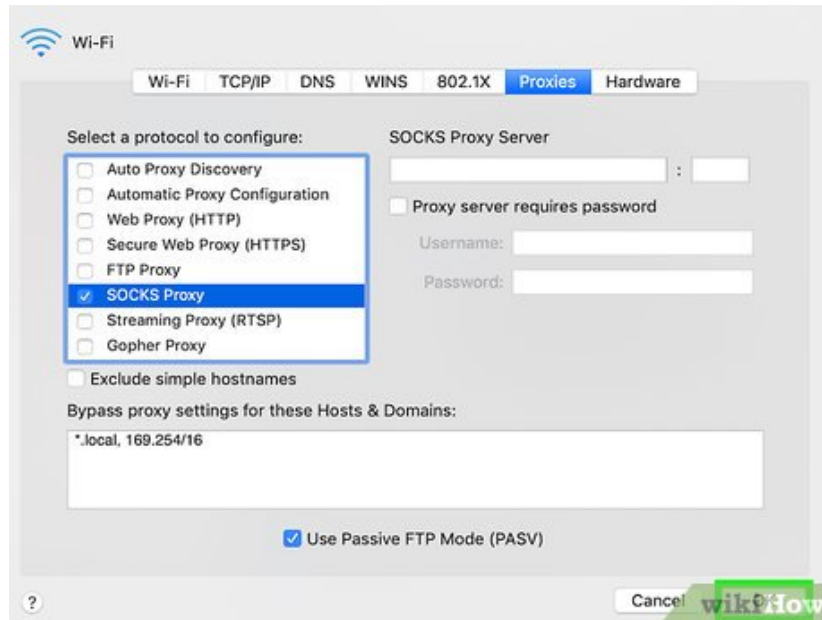 Wi-Fi
Wi-Fi TCP/IP DNS WINS 802.1X Proxies Hardware
Select a protocol to configure:
Auto Proxy Discovery
Automatic Proxy Configuration
Web Proxy (HTTP)
Secure Web Proxy (HTTPS)
FTP Proxy
SOCKS Proxy
Streaming Proxy (RTSP)
Gopher Proxy
Exclude simple hostnames
SOCKS Proxy Server
:
Proxy server requires password
Username:
Password:
Bypass proxy settings for these Hosts & Domains:
*.local, 169.254/16
Use Passive FTP Mode (PASV)
?
Cancel
wikiHow